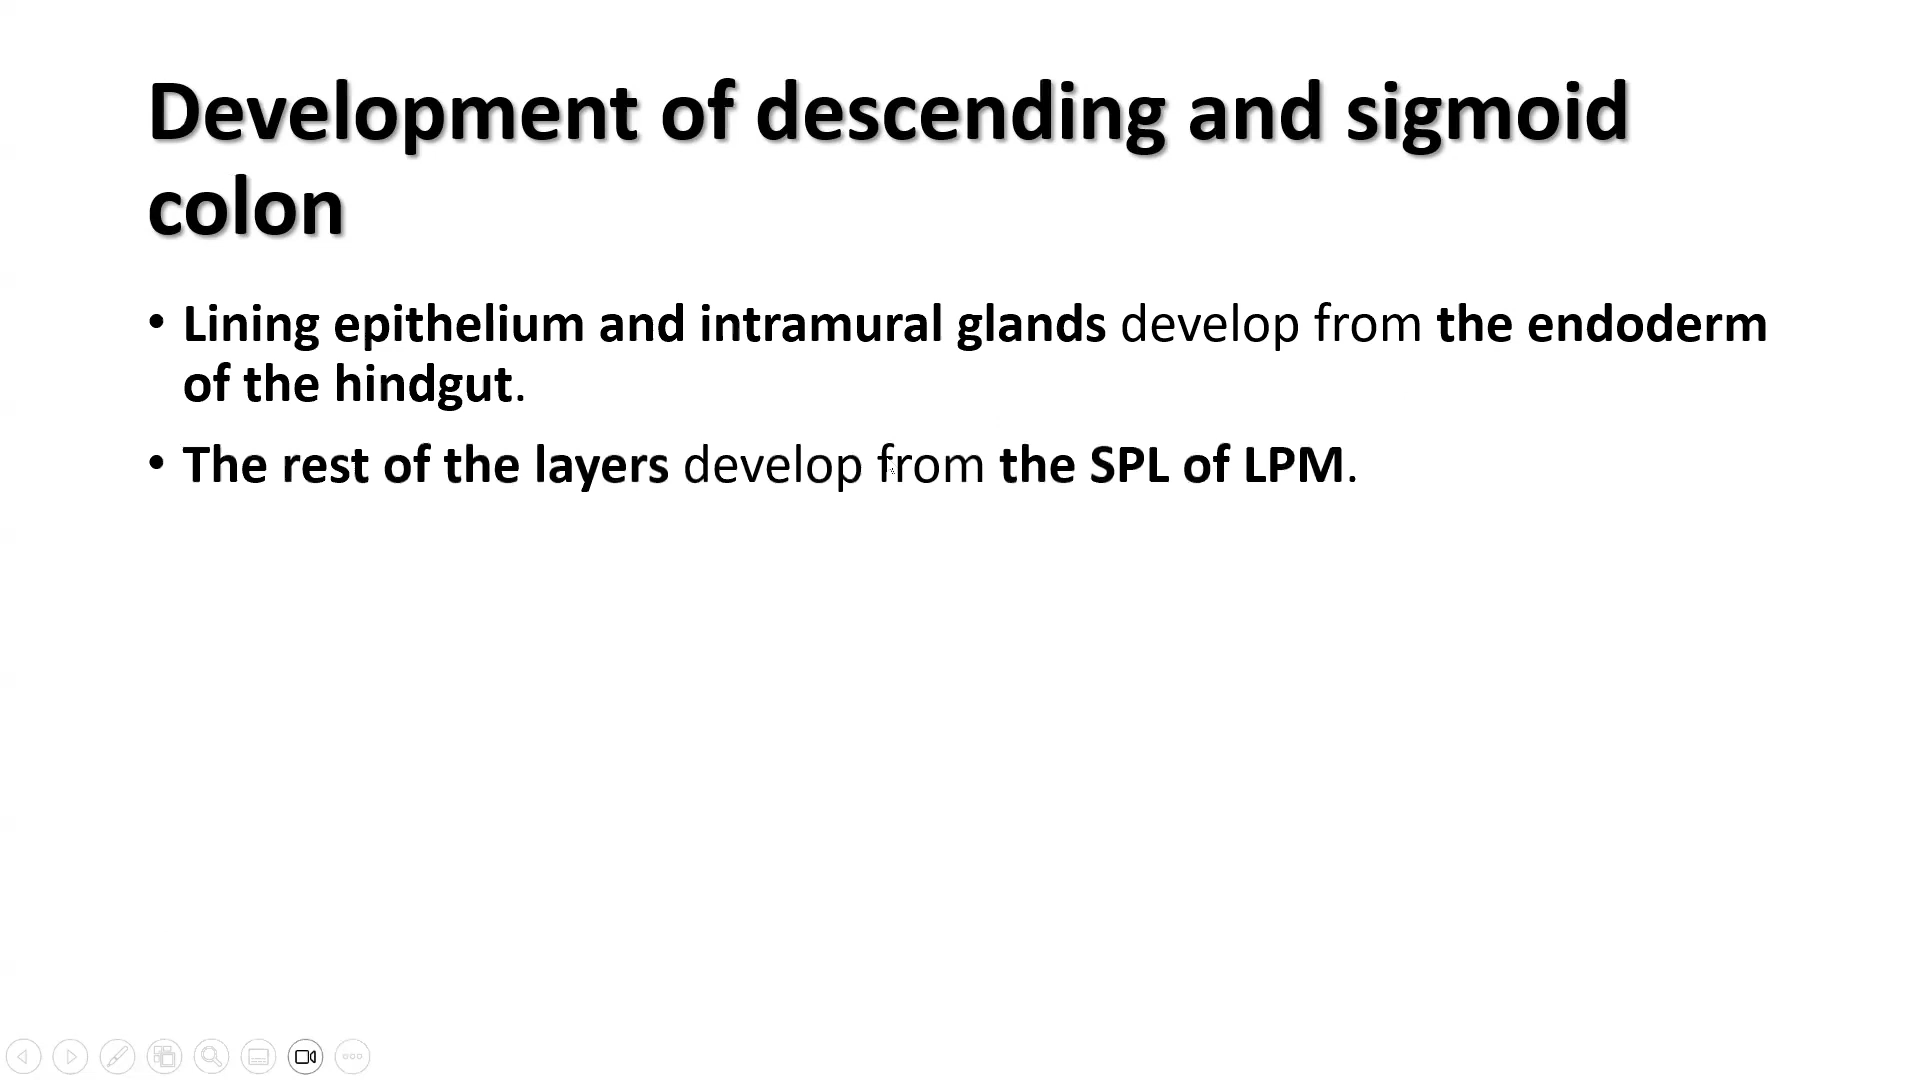 Development of descending and sigmoid
colon
• Lining epithelium and intramural glands develop from the endoderm
of the hindgut.
• The rest of the layers develop from the SPL of LPM.